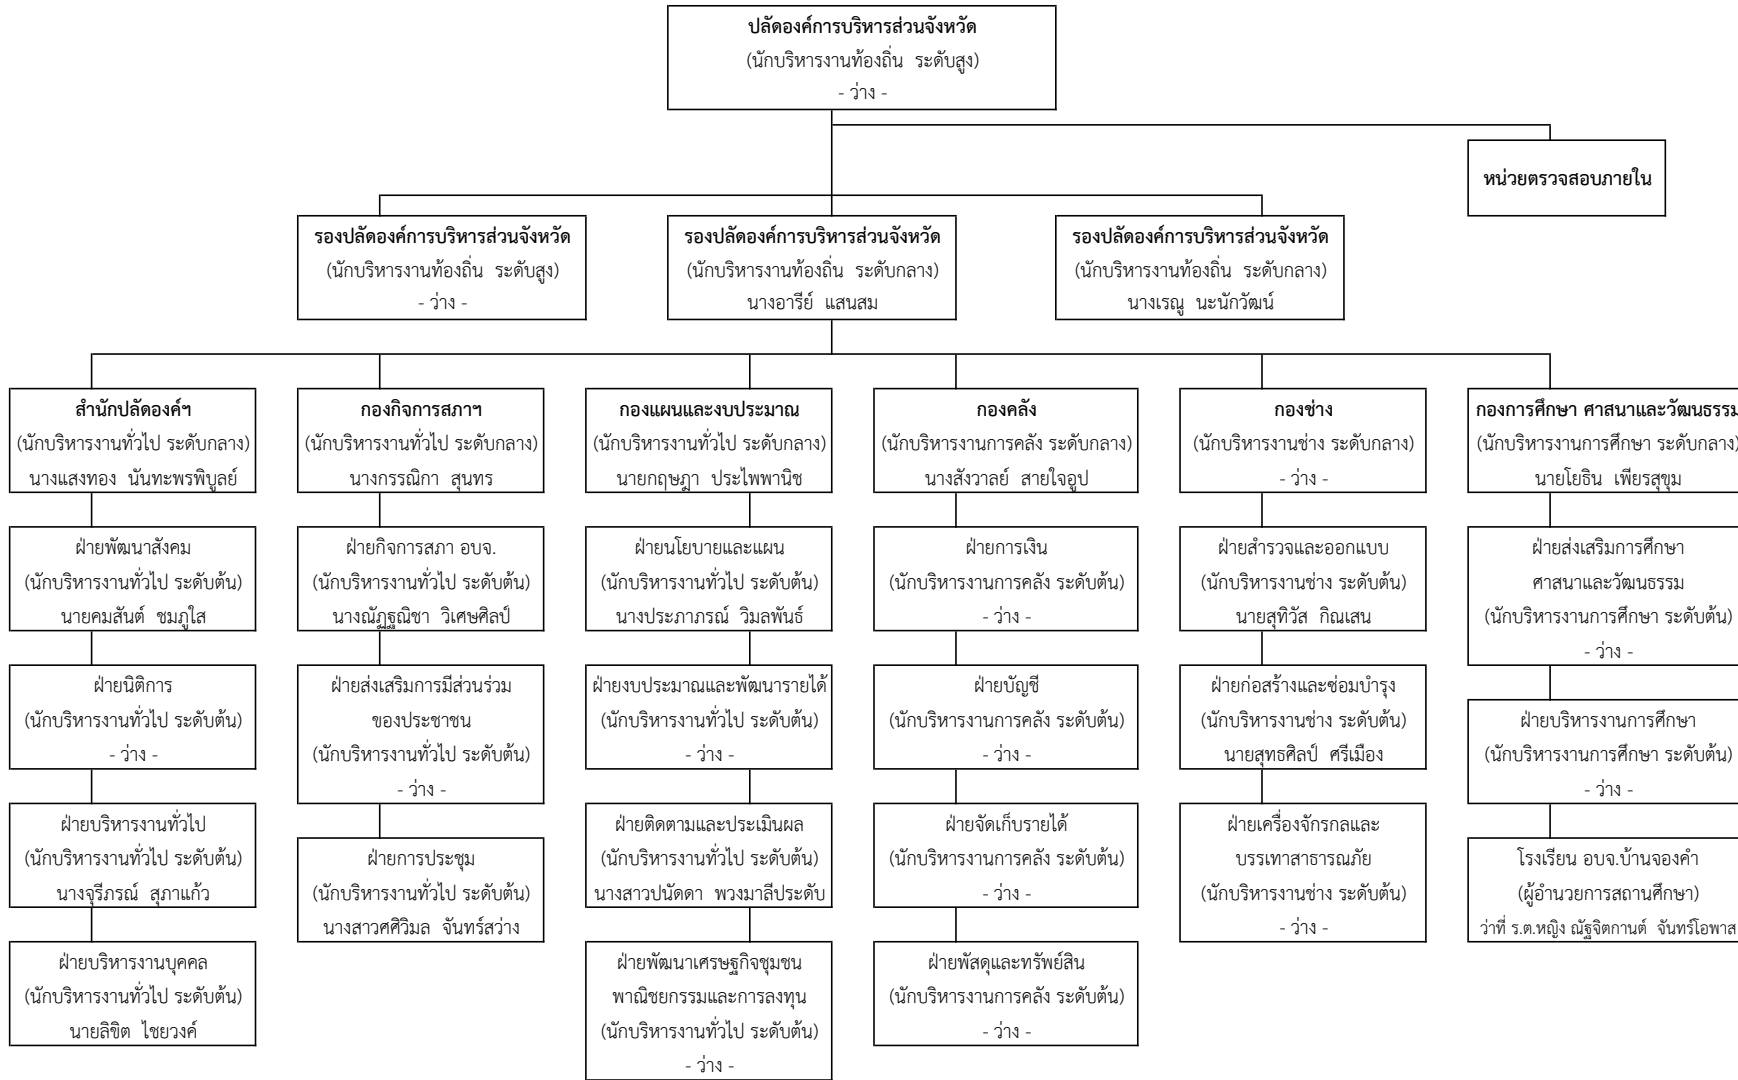 ปลัดองค์การบริหารส่วนจังหวัด
(นักบริหารงานท้องถิ่น ระดับสูง)
- ว่าง -
หน่วยตรวจสอบภายใน
รองปลัดองค์การบริหารส่วนจังหวัด
(นักบริหารงานท้องถิ่น ระดับสูง)
- ว่าง -
รองปลัดองค์การบริหารส่วนจังหวัด
(นักบริหารงานท้องถิ่น ระดับกลาง)
นางอารีย์ แสนสม
รองปลัดองค์การบริหารส่วนจังหวัด
(นักบริหารงานท้องถิ่น ระดับกลาง)
นางเรณู นะนักวัฒน์
สำนักปลัดองค์ฯ
(นักบริหารงานทั่วไป ระดับกลาง)
นางแสงทอง นันทะพรพิบูลย์
ฝ่ายพัฒนาสังคม
(นักบริหารงานทั่วไป ระดับต้น)
นายคมสันต์ ชมภูใส
ฝ่ายนิติการ
(นักบริหารงานทั่วไป ระดับต้น)
- ว่าง -
ฝ่ายบริหารงานทั่วไป
(นักบริหารงานทั่วไป ระดับต้น)
นางจุรีภรณ์ สุภาแก้ว
ฝ่ายบริหารงานบุคคล
(นักบริหารงานทั่วไป ระดับต้น)
นายลิขิต ไชยวงค์
กองกิจการสภาฯ
(นักบริหารงานทั่วไป ระดับกลาง)
นางกรรณิกา สุนทร
ฝ่ายกิจการสภา อบจ.
(นักบริหารงานทั่วไป ระดับต้น)
นางณัฏฐณิชา วิเศษศิลป์
ฝ่ายส่งเสริมการมีส่วนร่วม
ของประชาชน
(นักบริหารงานทั่วไป ระดับต้น)
- ว่าง -
ฝ่ายการประชุม
(นักบริหารงานทั่วไป ระดับต้น)
นางสาวศศิวิมล จันทร์สว่าง
กองแผนและงบประมาณ
(นักบริหารงานทั่วไป ระดับกลาง)
นายกฤษฎา ประไพพานิช
ฝ่ายนโยบายและแผน
(นักบริหารงานทั่วไป ระดับต้น)
นางประภาภรณ์ วิมลพันธ์
ฝ่ายงบประมาณและพัฒนารายได้
(นักบริหารงานทั่วไป ระดับต้น)
- ว่าง -
ฝ่ายติดตามและประเมินผล
(นักบริหารงานทั่วไป ระดับต้น)
นางสาวปนัดดา พวงมาลีประดับ
ฝ่ายพัฒนาเศรษฐกิจชุมชน
พาณิชยกรรมและการลงทุน
(นักบริหารงานทั่วไป ระดับต้น)
- ว่าง -
กองคลัง
(นักบริหารงานการคลัง ระดับกลาง)
นางสังวาลย์ สายใจอูป
ฝ่ายการเงิน
(นักบริหารงานการคลัง ระดับต้น)
- ว่าง -
ฝ่ายบัญชี
(นักบริหารงานการคลัง ระดับต้น)
- ว่าง -
ฝ่ายจัดเก็บรายได้
(นักบริหารงานการคลัง ระดับต้น)
- ว่าง -
ฝ่ายพัสดุและทรัพย์สิน
(นักบริหารงานการคลัง ระดับต้น)
- ว่าง -
กองช่าง
(นักบริหารงานช่าง ระดับกลาง)
- ว่าง -
ฝ่ายสำรวจและออกแบบ
(นักบริหารงานช่าง ระดับต้น)
นายสุทิวัส กิณเสน
ฝ่ายก่อสร้างและซ่อมบำรุง
(นักบริหารงานช่าง ระดับต้น)
นายสุทธศิลป์ ศรีเมือง
ฝ่ายเครื่องจักรกลและ
บรรเทาสาธารณภัย
(นักบริหารงานช่าง ระดับต้น)
- ว่าง -
กองการศึกษา ศาสนาและวัฒนธรรม
(นักบริหารงานการศึกษา ระดับกลาง)
นายโยธิน เพียรสุขุม
ฝ่ายส่งเสริมการศึกษา
ศาสนาและวัฒนธรรม
(นักบริหารงานการศึกษา ระดับต้น)
- ว่าง -
ฝ่ายบริหารงานการศึกษา
(นักบริหารงานการศึกษา ระดับต้น)
- ว่าง -
โรงเรียน อบจ.บ้านจองคำ
(ผู้อำนวยการสถานศึกษา)
ว่าที่ ร.ต.หญิง ณัฐจิตกานต์ จันทร์โอพาส